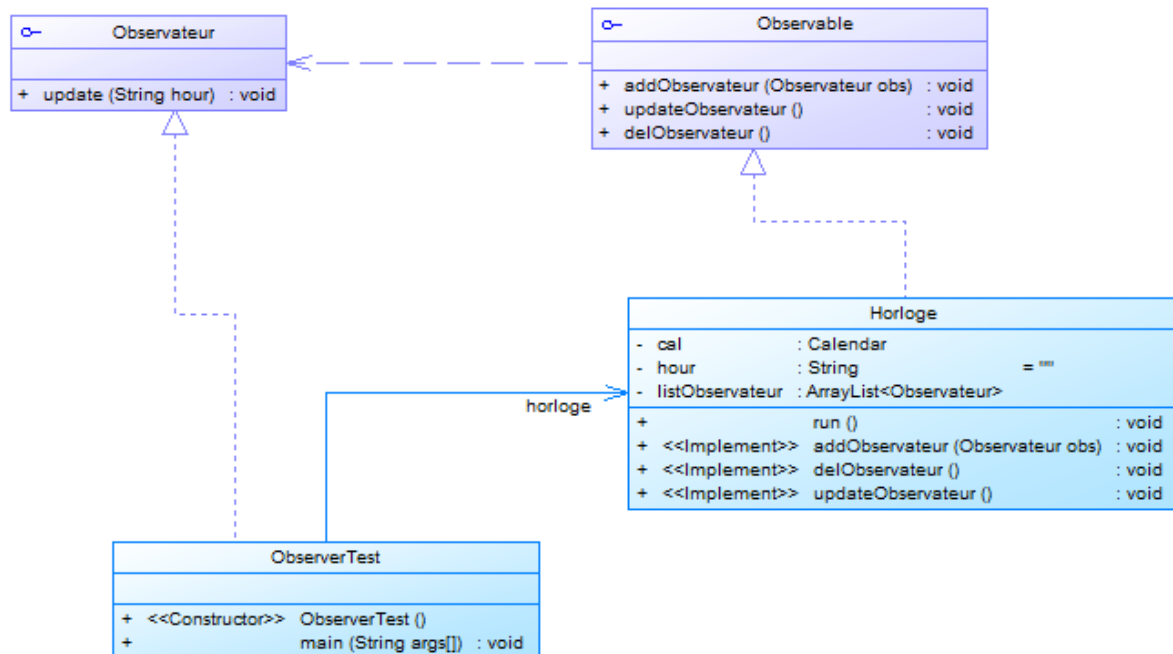 Observateur
+ update (String hour) : void
Observable
+ addObservateur (Observateur obs) : void
+ updateObservateur () : void
+ delObservateur () : void
Horloge
- cal : Calendar
- hour : String = ""
- listObservateur : ArrayList<Observateur>
+ run () : void
+ <<Implement>> addObservateur (Observateur obs) : void
+ <<Implement>> delObservateur () : void
+ <<Implement>> updateObservateur () : void
horloge
ObserverTest
+ <<Constructor>> ObserverTest ()
+ main (String args[]) : void